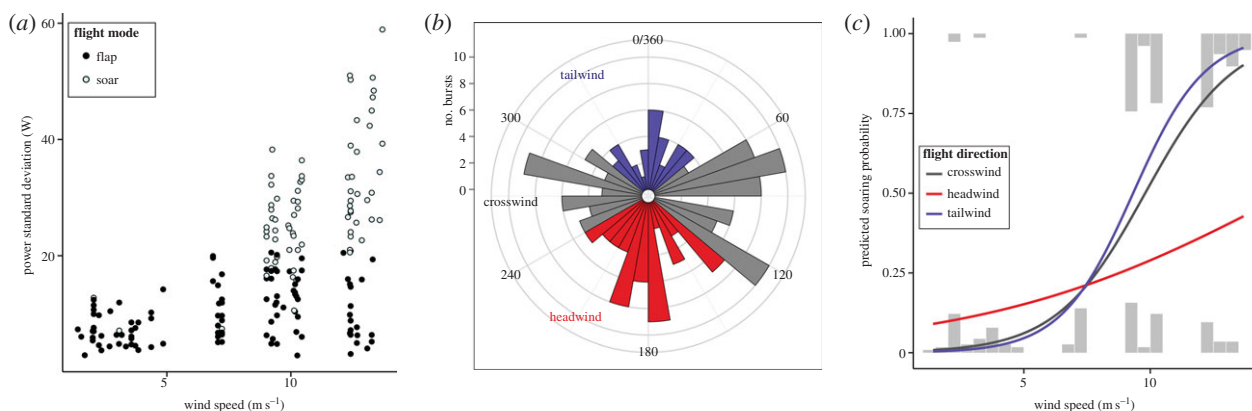 (a)
60
40
20
power standard deviation (W)
flight mode
flap
soar
5
10
wind speed (m s⁻¹)
(b)
10
8
6
4
2
0
no. bursts
0/360
60
120
180
240
300
tailwind
crosswind
headwind
(c)
1.00
0.75
0.50
0.25
0
predicted soaring probability
flight direction
crosswind
headwind
tailwind
5
10
wind speed (m s⁻¹)